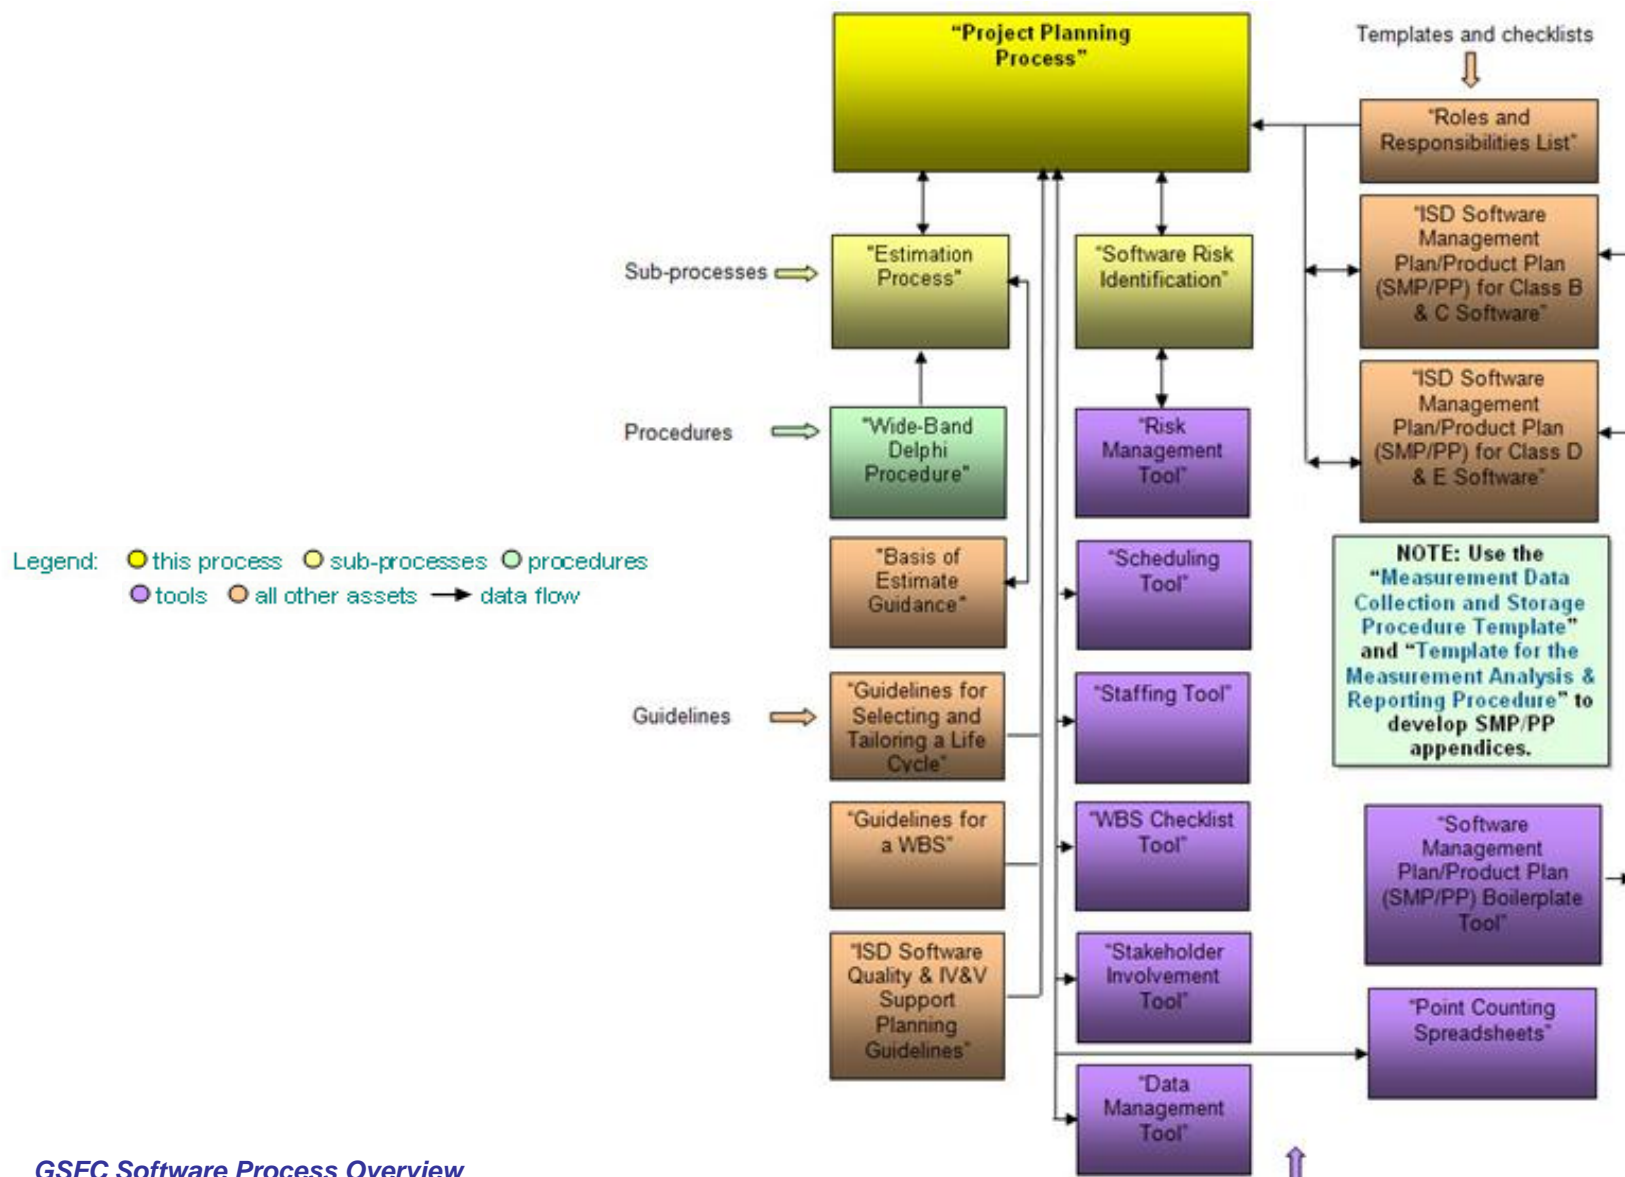 “Project Planning
Process”
Templates and checklists
“Roles and
Responsibilities List”
“ISD Software
Management
Plan/Product Plan
(SMP/PP) for Class B
& C Software”
“ISD Software
Management
Plan/Product Plan
(SMP/PP) for Class D
& E Software”
Sub-processes
"Estimation
Process"
“Software Risk
Identification”
Procedures
“Wide-Band
Delphi
Procedure”
“Risk
Management
Tool”
Legend:
this process
sub-processes
procedures
tools
all other assets
data flow
“Basis of
Estimate
Guidance”
“Scheduling
Tool”
NOTE: Use the
“Measurement Data
Collection and Storage
Procedure Template”
and “Template for the
Measurement Analysis &
Reporting Procedure” to
develop SMP/PP
appendices.
Guidelines
“Guidelines for
Selecting and
Tailoring a Life
Cycle”
“Staffing Tool”
“Guidelines for
a WBS”
“WBS Checklist
Tool”
“Software
Management
Plan/Product Plan
(SMP/PP) Boilerplate
Tool”
“ISD Software
Quality & IV&V
Support
Planning
Guidelines”
“Stakeholder
Involvement
Tool”
“Point Counting
Spreadsheets”
“Data
Management
Tool”
GSFC Software Process Overview